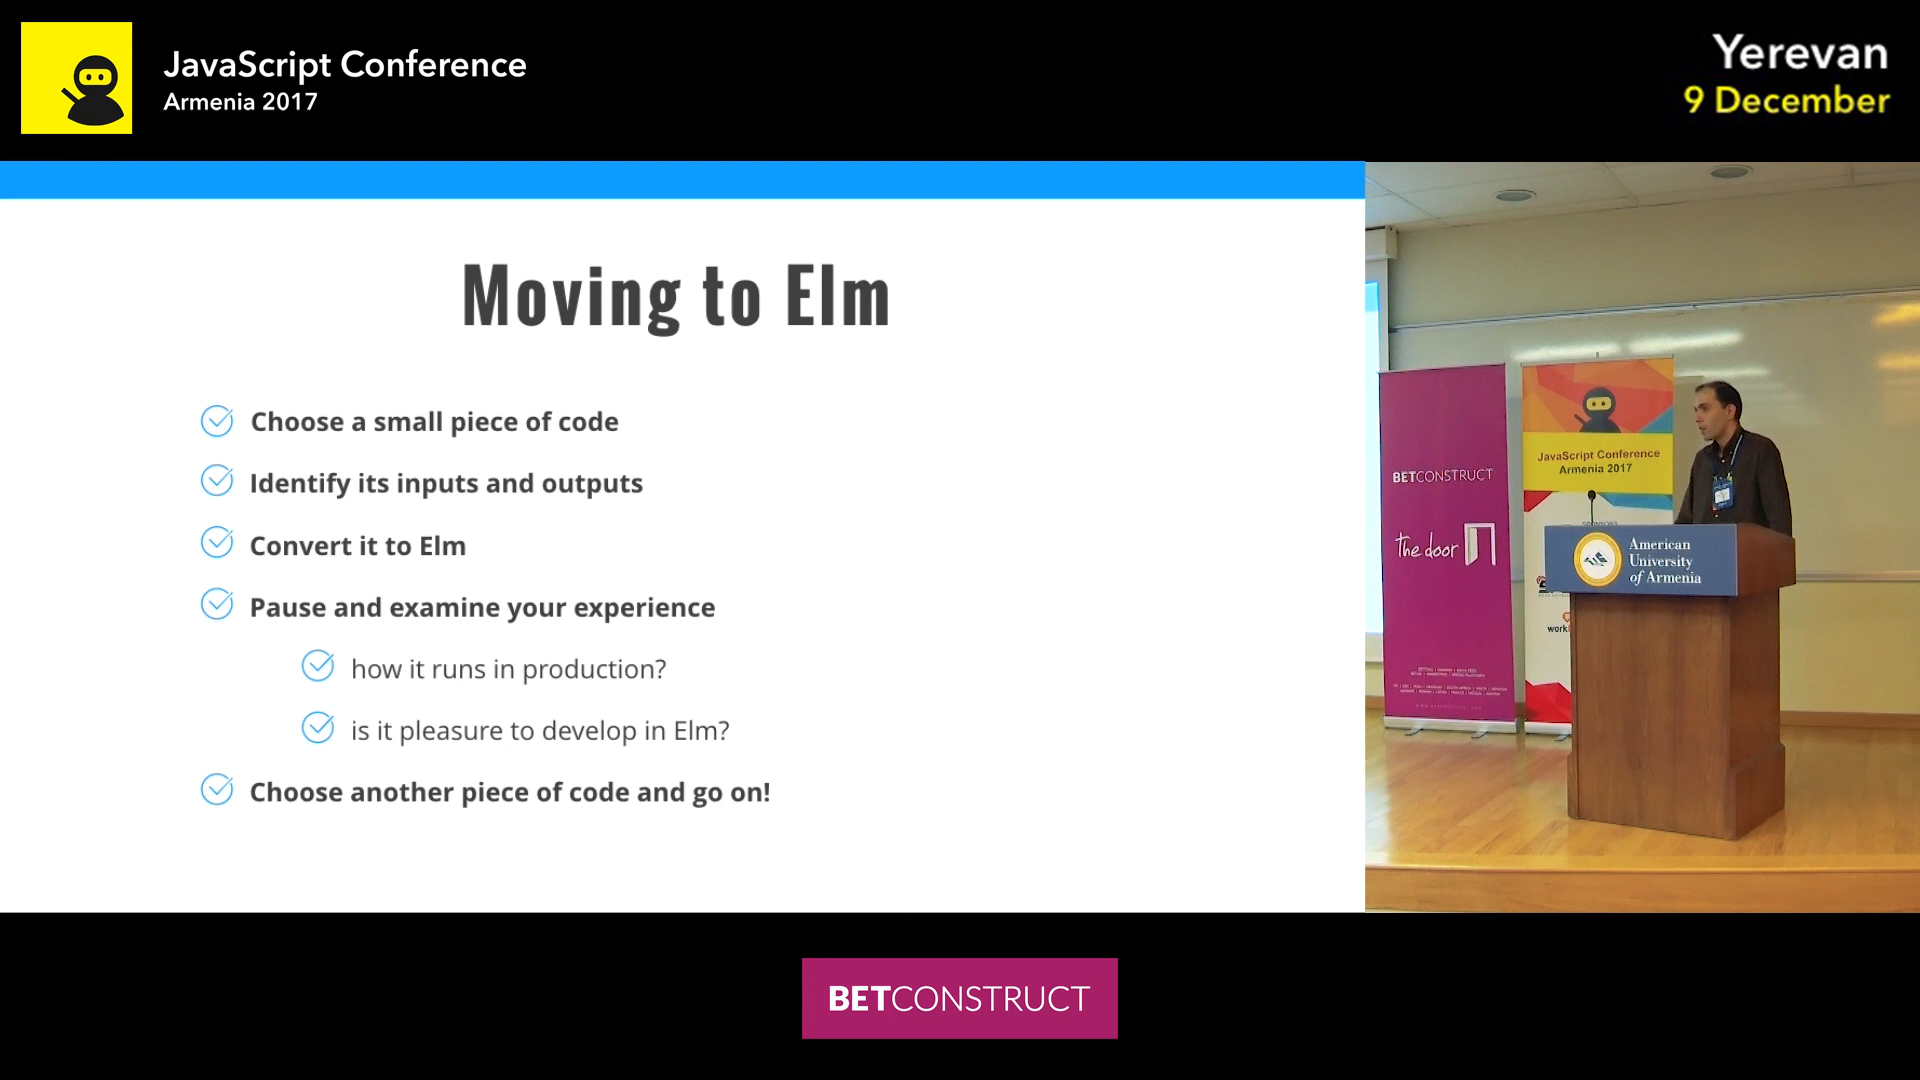 JavaScript Conference
Armenia 2017
Yerevan
9 December
Moving to Elm
Choose a small piece of code
Identify its inputs and outputs
Convert it to Elm
Pause and examine your experience
how it runs in production?
is it pleasure to develop in Elm?
Choose another piece of code and go on!
BETCONSTRUCT
The door
JavaScript Conference
Armenia 2017
SPONSORS
American
University
of Armenia
BETCONSTRUCT